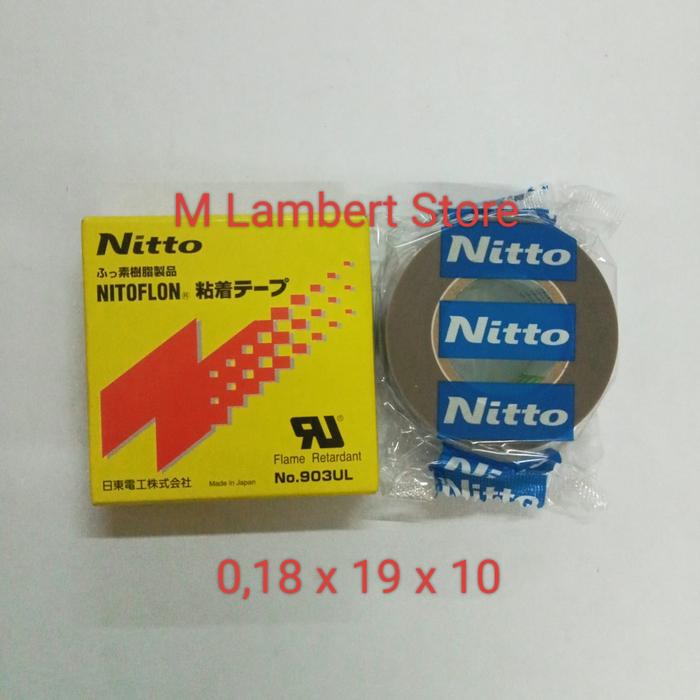 M Lambert Store
Nitto
ふっ素樹脂製品
NITOFLON® 粘着テープ
RU®
Flame Retardant
日東電工株式会社 Made in Japan No.903UL
Nitto
Nitto
Nitto
Nitto
Nitto
0,18 x 19 x 10